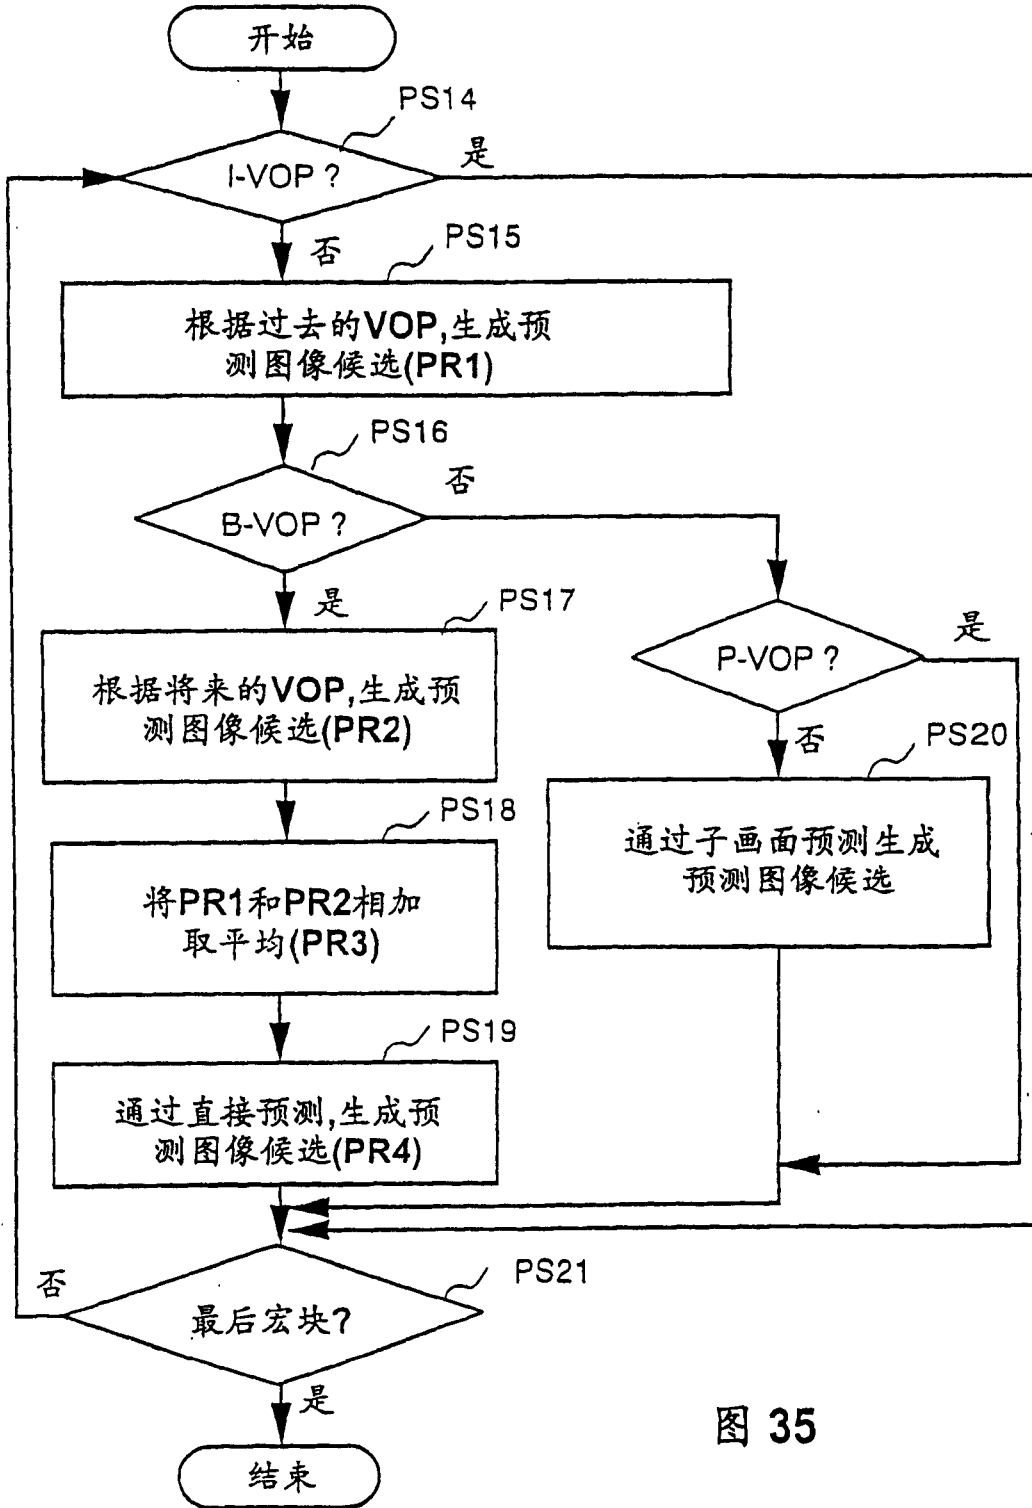 开始
PS14
I-VOP？
是
否
PS15
根据过去的VOP,生成预
测图像候选(PR1)
PS16
B-VOP？
否
是
PS17
根据将来的VOP,生成预
测图像候选(PR2)
P-VOP？
是
否
PS20
通过子画面预测生成
预测图像候选
PS18
将PR1和PR2相加
取平均(PR3)
PS19
通过直接预测,生成预
测图像候选(PR4)
否
PS21
最后宏块？
是
结束
图 35